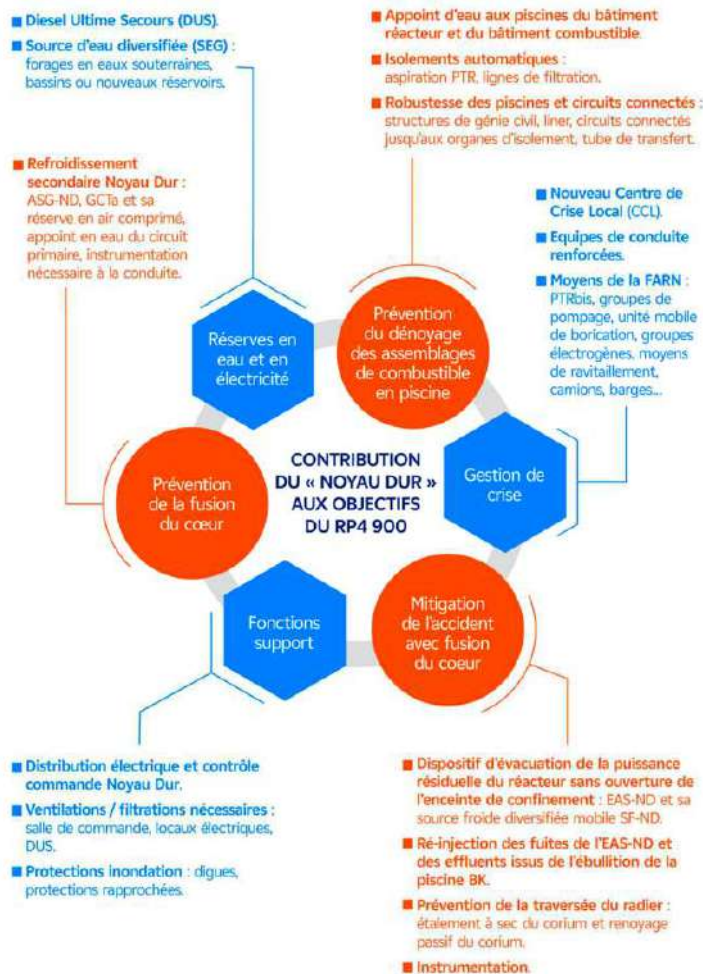 ■ Diesel Ultime Secours (DUS).
■ Source d'eau diversifiée (SEG) :
forages en eaux souterraines,
bassins ou nouveaux réservoirs.
■ Appoint d'eau aux piscines du bâtiment
réacteur et du bâtiment combustible.
■ Isolements automatiques :
aspiration PTR, lignes de filtration.
■ Robustesse des piscines et circuits connectés :
structures de génie civil, liner, circuits connectés
jusqu'aux organes d'isolement, tube de transfert.
■ Refroidissement
secondaire Noyau Dur :
ASG-ND, GCTa et sa
réserve en air comprimé,
appoint en eau du circuit
primaire, instrumentation
nécessaire à la conduite.
■ Nouveau Centre de
Crise Local (CCL).
■ Equipes de conduite
renforcées.
■ Moyens de la FARN :
PTRbis, groupes de
pompage, unité mobile
de borication, groupes
électrogènes, moyens
de ravitaillement,
camions, barges...
Réserves en
eau et en
électricité
Prévention
du dénoyage
des assemblages
de combustible
en piscine
Prévention
de la fusion
du cœur
CONTRIBUTION
DU « NOYAU DUR »
AUX OBJECTIFS
DU RP4 900
Gestion de
crise
Fonctions
support
Mitigation
de l'accident
avec fusion
du coeur
■ Distribution électrique et contrôle
commande Noyau Dur.
■ Ventilations / filtrations nécessaires :
salle de commande, locaux électriques,
DUS.
■ Protections inondation : digues,
protections rapprochées.
■ Dispositif d'évacuation de la puissance
résiduelle du réacteur sans ouverture de
l'enceinte de confinement : EAS-ND et sa
source froide diversifiée mobile SF-ND.
■ Ré-injection des fuites de l'EAS-ND et
des effluents issus de l'ébullition de la
piscine BK.
■ Prévention de la traversée du radier :
étalement à sec du corium et renoyage
passif du corium.
■ Instrumentation.